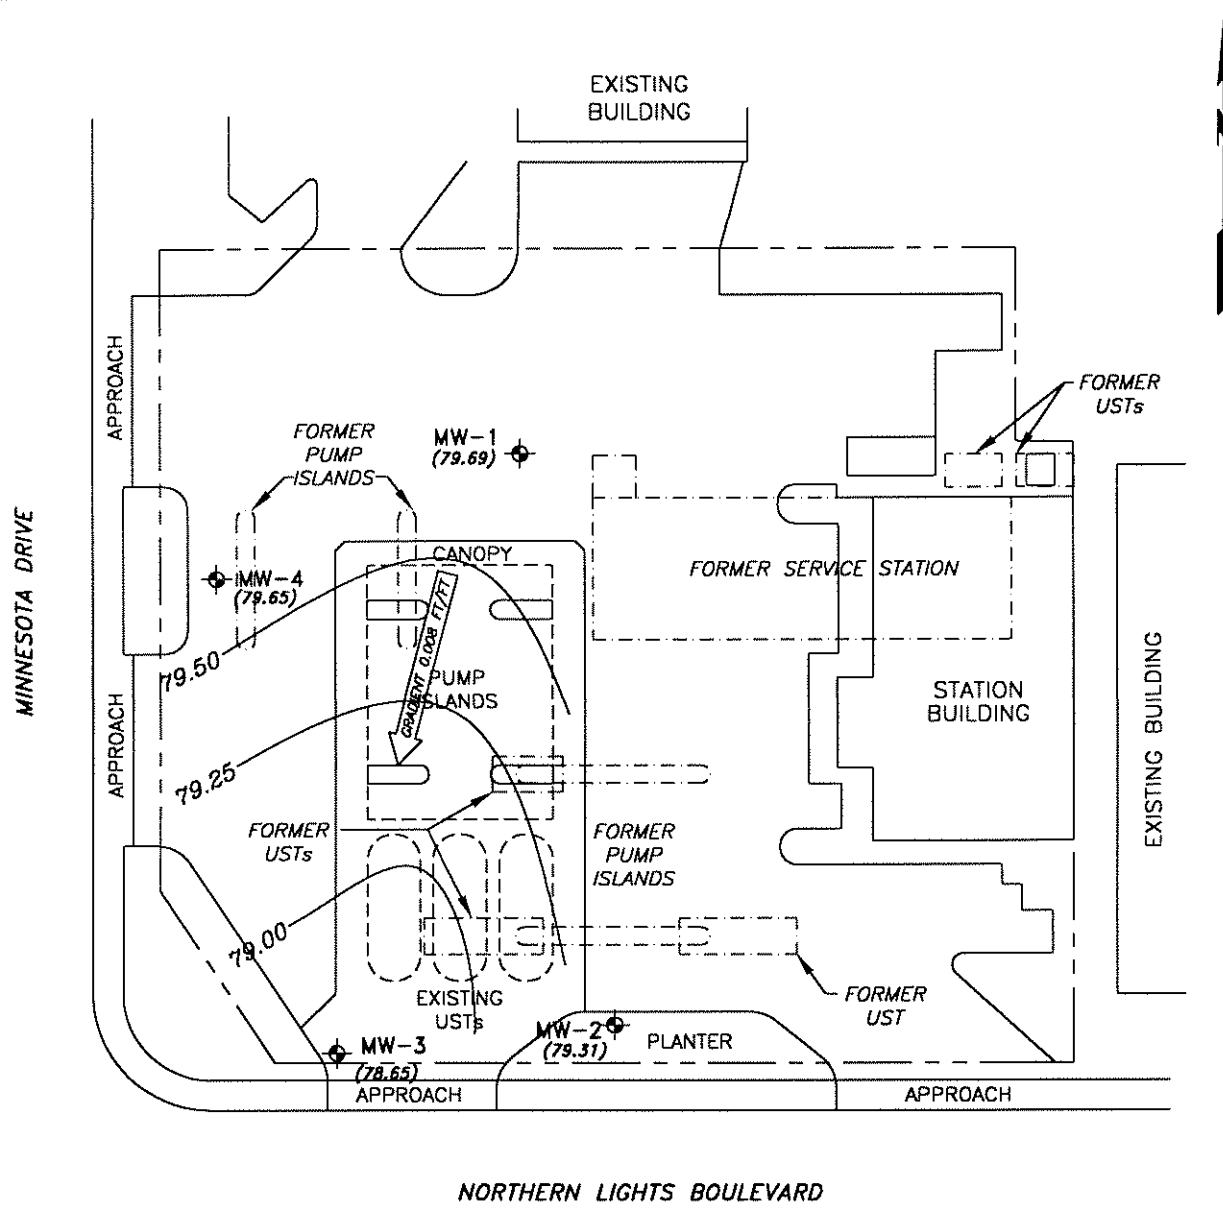 EXISTING
BUILDING
APPROACH
FORMER
USTs
FORMER
PUMP
ISLANDS
MW-1
(79.69)
MINNESOTA DRIVE
CANOPY
MW-4
(79.65)
FORMER SERVICE STATION
GRADIENT 0.008 FT/FT
79.50
PUMP
ISLANDS
STATION
BUILDING
EXISTING BUILDING
APPROACH
79.25
FORMER
USTs
FORMER
PUMP
ISLANDS
79.00
EXISTING
USTs
FORMER
UST
MW-2
(79.31)
PLANTER
MW-3
(78.65)
APPROACH
APPROACH
NORTHERN LIGHTS BOULEVARD